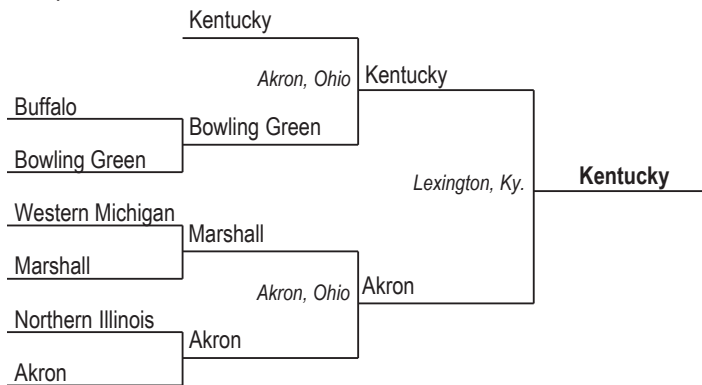 Kentucky
Akron, Ohio
Kentucky
Buffalo
Bowling Green
Bowling Green
Lexington, Ky.
Kentucky
Western Michigan
Marshall
Marshall
Akron, Ohio
Akron
Northern Illinois
Akron
Akron